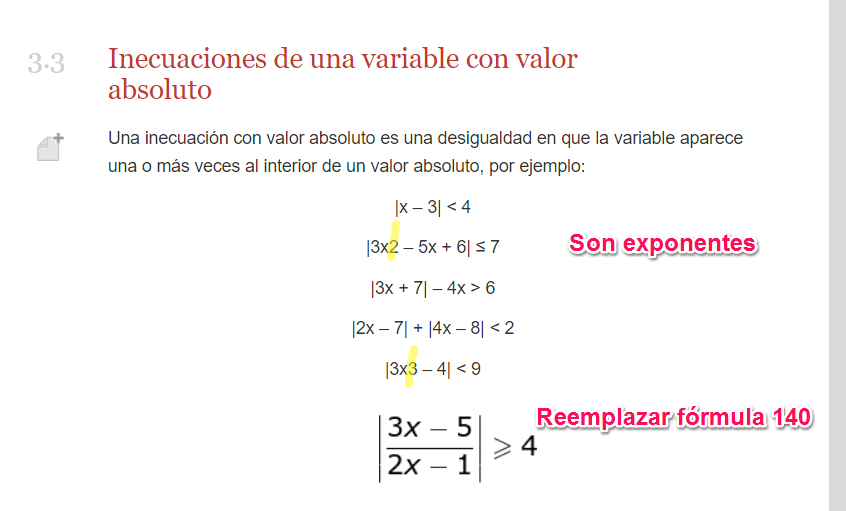 3.3 Inecuaciones de una variable con valor
absoluto
Una inecuación con valor absoluto es una desigualdad en que la variable aparece
una o más veces al interior de un valor absoluto, por ejemplo:
|x – 3| < 4
|3x2 – 5x + 6| ≤ 7 Son exponentes
|3x + 7| – 4x > 6
|2x – 7| + |4x – 8| < 2
|3x3 – 4| < 9
Reemplazar fórmula 140
|(3x − 5)/(2x − 1)| ⩾ 4